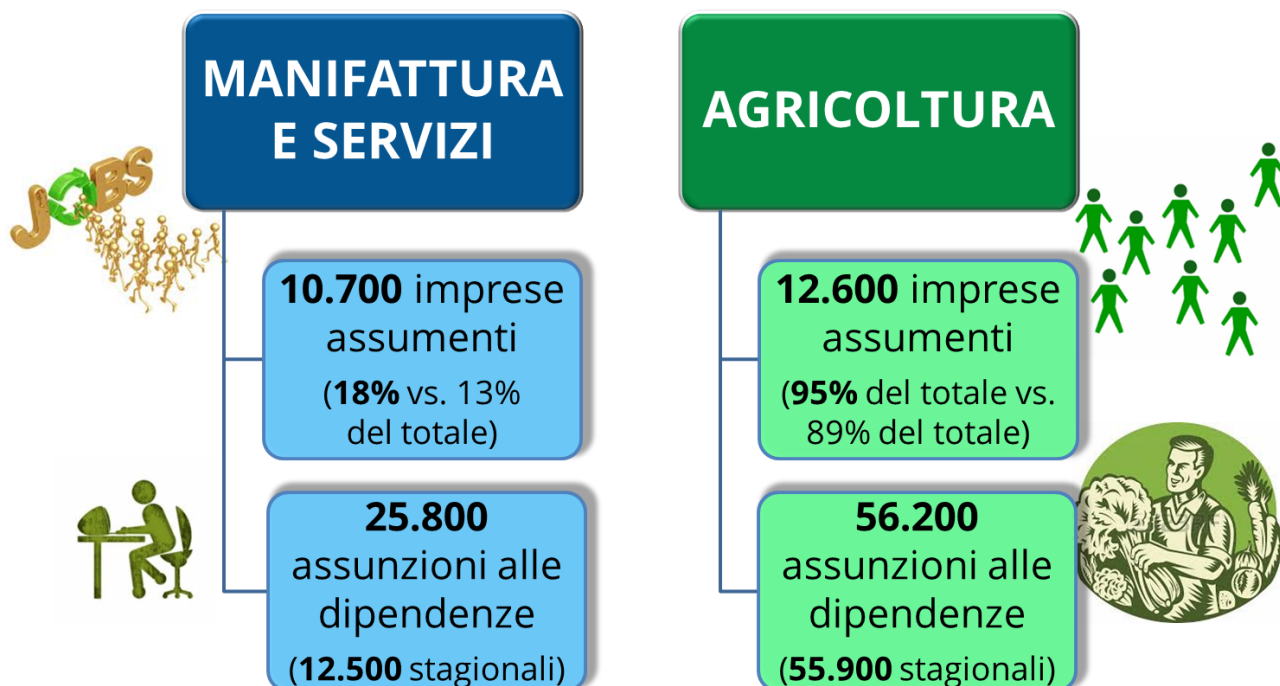 MANIFATTURA
E SERVIZI
JOBS
10.700 imprese
assumenti
(18% vs. 13%
del totale)
25.800
assunzioni alle
dipendenze
(12.500 stagionali)
AGRICOLTURA
12.600 imprese
assumenti
(95% del totale vs.
89% del totale)
56.200
assunzioni alle
dipendenze
(55.900 stagionali)